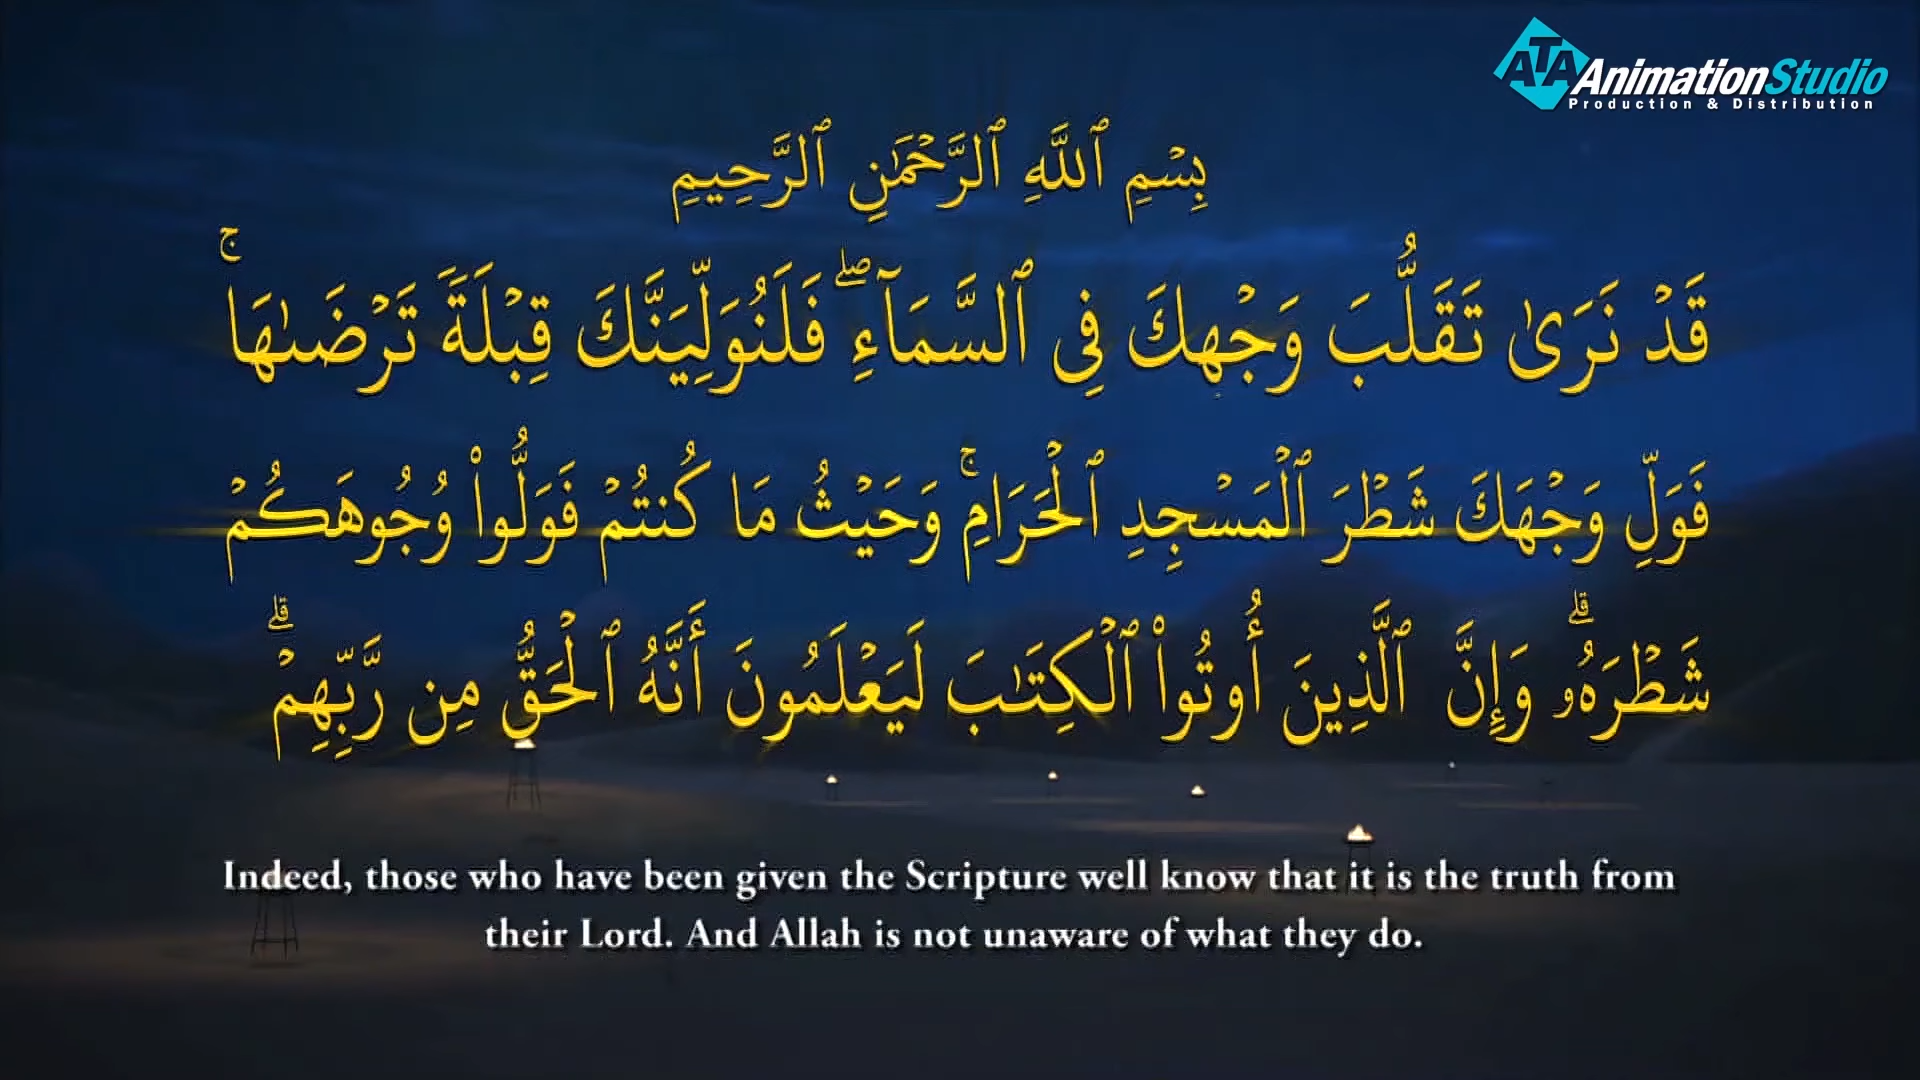 ATA AnimationStudio
Production & Distribution
بِسْمِ ٱللَّهِ ٱلرَّحْمَٰنِ ٱلرَّحِيمِ
قَدْ نَرَىٰ تَقَلُّبَ وَجْهِكَ فِى ٱلسَّمَآءِ ۖ فَلَنُوَلِّيَنَّكَ قِبْلَةً تَرْضَىٰهَا ۚ
فَوَلِّ وَجْهَكَ شَطْرَ ٱلْمَسْجِدِ ٱلْحَرَامِ ۚ وَحَيْثُ مَا كُنتُمْ فَوَلُّوا۟ وُجُوهَكُمْ
شَطْرَهُۥ ۗ وَإِنَّ ٱلَّذِينَ أُوتُوا۟ ٱلْكِتَٰبَ لَيَعْلَمُونَ أَنَّهُ ٱلْحَقُّ مِن رَّبِّهِمْ ۗ
Indeed, those who have been given the Scripture well know that it is the truth from
their Lord. And Allah is not unaware of what they do.